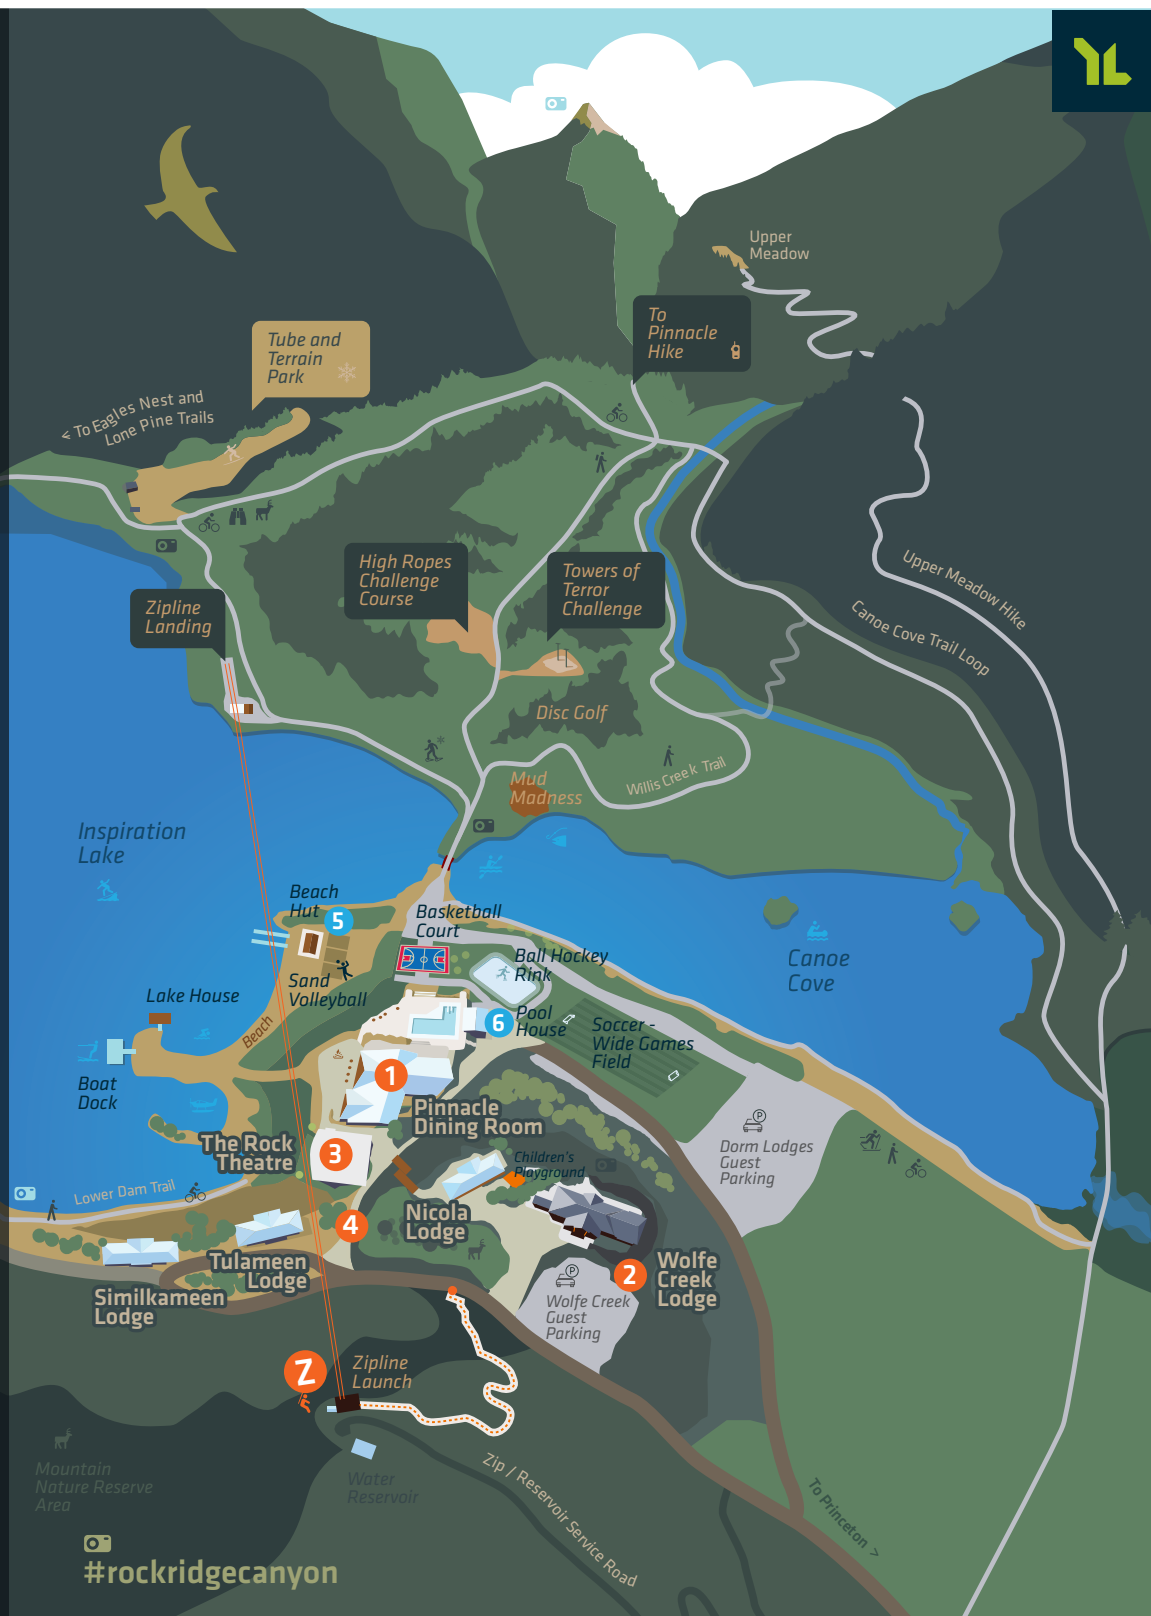 YL
Upper
Meadow
To
Pinnacle
Hike
Tube and
Terrain
Park
< To Eagles Nest and
Lone Pine Trails
High Ropes
Challenge
Course
Towers of
Terror
Challenge
Zipline
Landing
Upper Meadow Hike
Canoe Cove Trail Loop
Disc Golf
Willis Creek Trail
Mud
Madness
Inspiration
Lake
Beach
Hut
5
Basketball
Court
Ball Hockey
Rink
Canoe
Cove
Sand
Volleyball
Lake House
Beach
6
Pool
House
Soccer -
Wide Games
Field
Boat
Dock
1
Pinnacle
Dining Room
The Rock
Theatre
3
Children's
Playground
P
Dorm Lodges
Guest
Parking
Lower Dam Trail
4
Nicola
Lodge
Tulameen
Lodge
Similkameen
Lodge
2
Wolfe
Creek
Lodge
P
Wolfe Creek
Guest
Parking
Z
Zipline
Launch
Water
Reservoir
Mountain
Nature Reserve
Area
Zip / Reservoir Service Road
To Princeton >
#rockridgecanyon